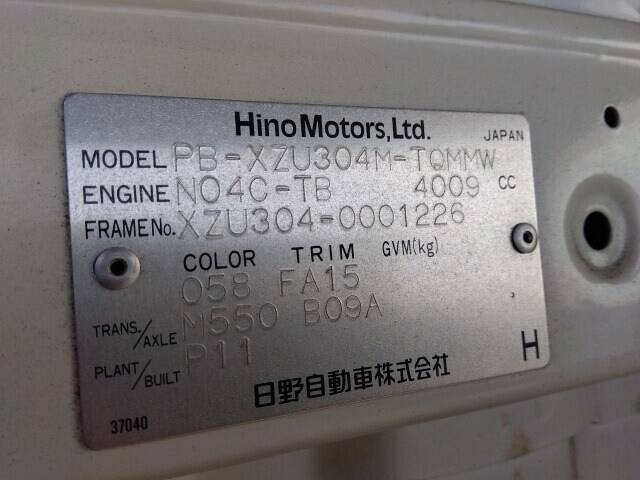 Hino Motors, Ltd. JAPAN
MODEL PB-XZU304M-TQMMW
ENGINE N04C-TB 4009 CC
FRAME No. XZU304-0001226
COLOR TRIM GVM(kg)
058 FA15
TRANS./AXLE M550 B09A
PLANT/BUILT P11
日野自動車株式会社 H
37040